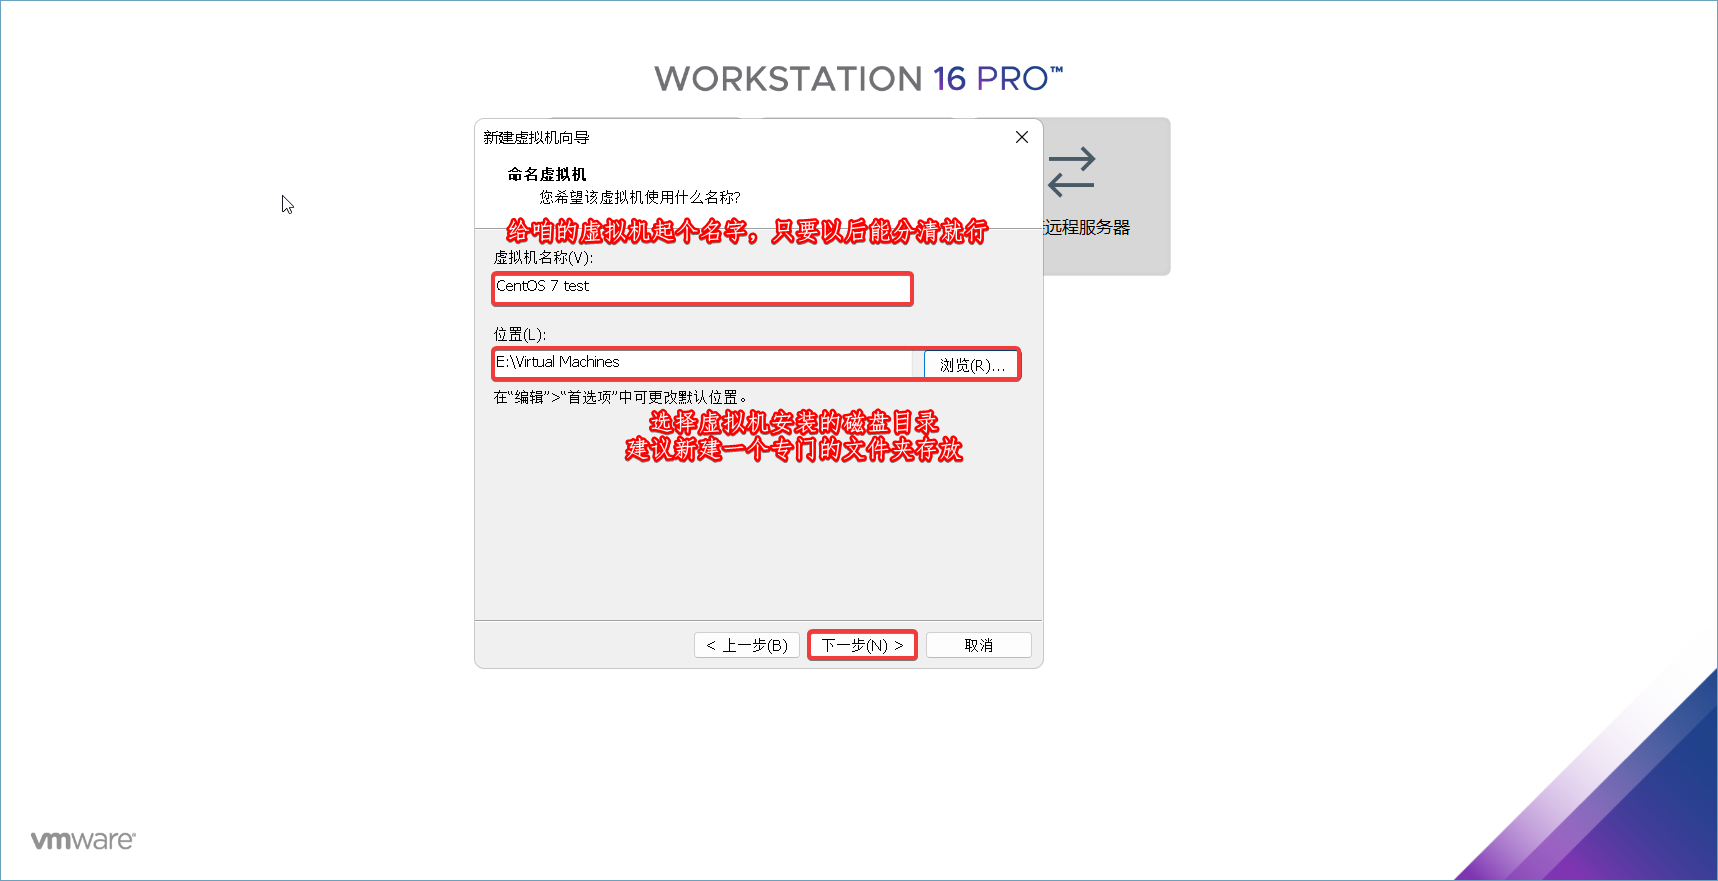 WORKSTATION 16 PRO™
新建虚拟机向导
命名虚拟机
您希望该虚拟机使用什么名称?
远程服务器
给咱的虚拟机起个名字，只要以后能分清就行
虚拟机名称(V):
CentOS 7 test
位置(L):
E:\Virtual Machines
浏览(R)...
在“编辑”>“首选项”中可更改默认位置。
选择虚拟机安装的磁盘目录
建议新建一个专门的文件夹存放
< 上一步(B)
下一步(N) >
取消
vmware®